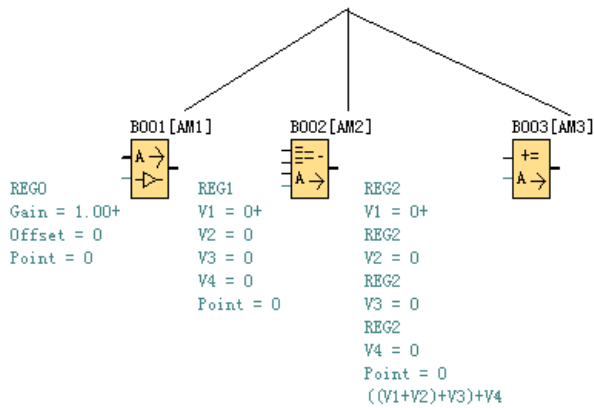 B001[AM1]
B002[AM2]
B003[AM3]
A→
A→
+=
A→
REG0
Gain = 1.00+
Offset = 0
Point = 0
REG1
V1 = 0+
V2 = 0
V3 = 0
V4 = 0
Point = 0
REG2
V1 = 0+
REG2
V2 = 0
REG2
V3 = 0
REG2
V4 = 0
Point = 0
((V1+V2)+V3)+V4